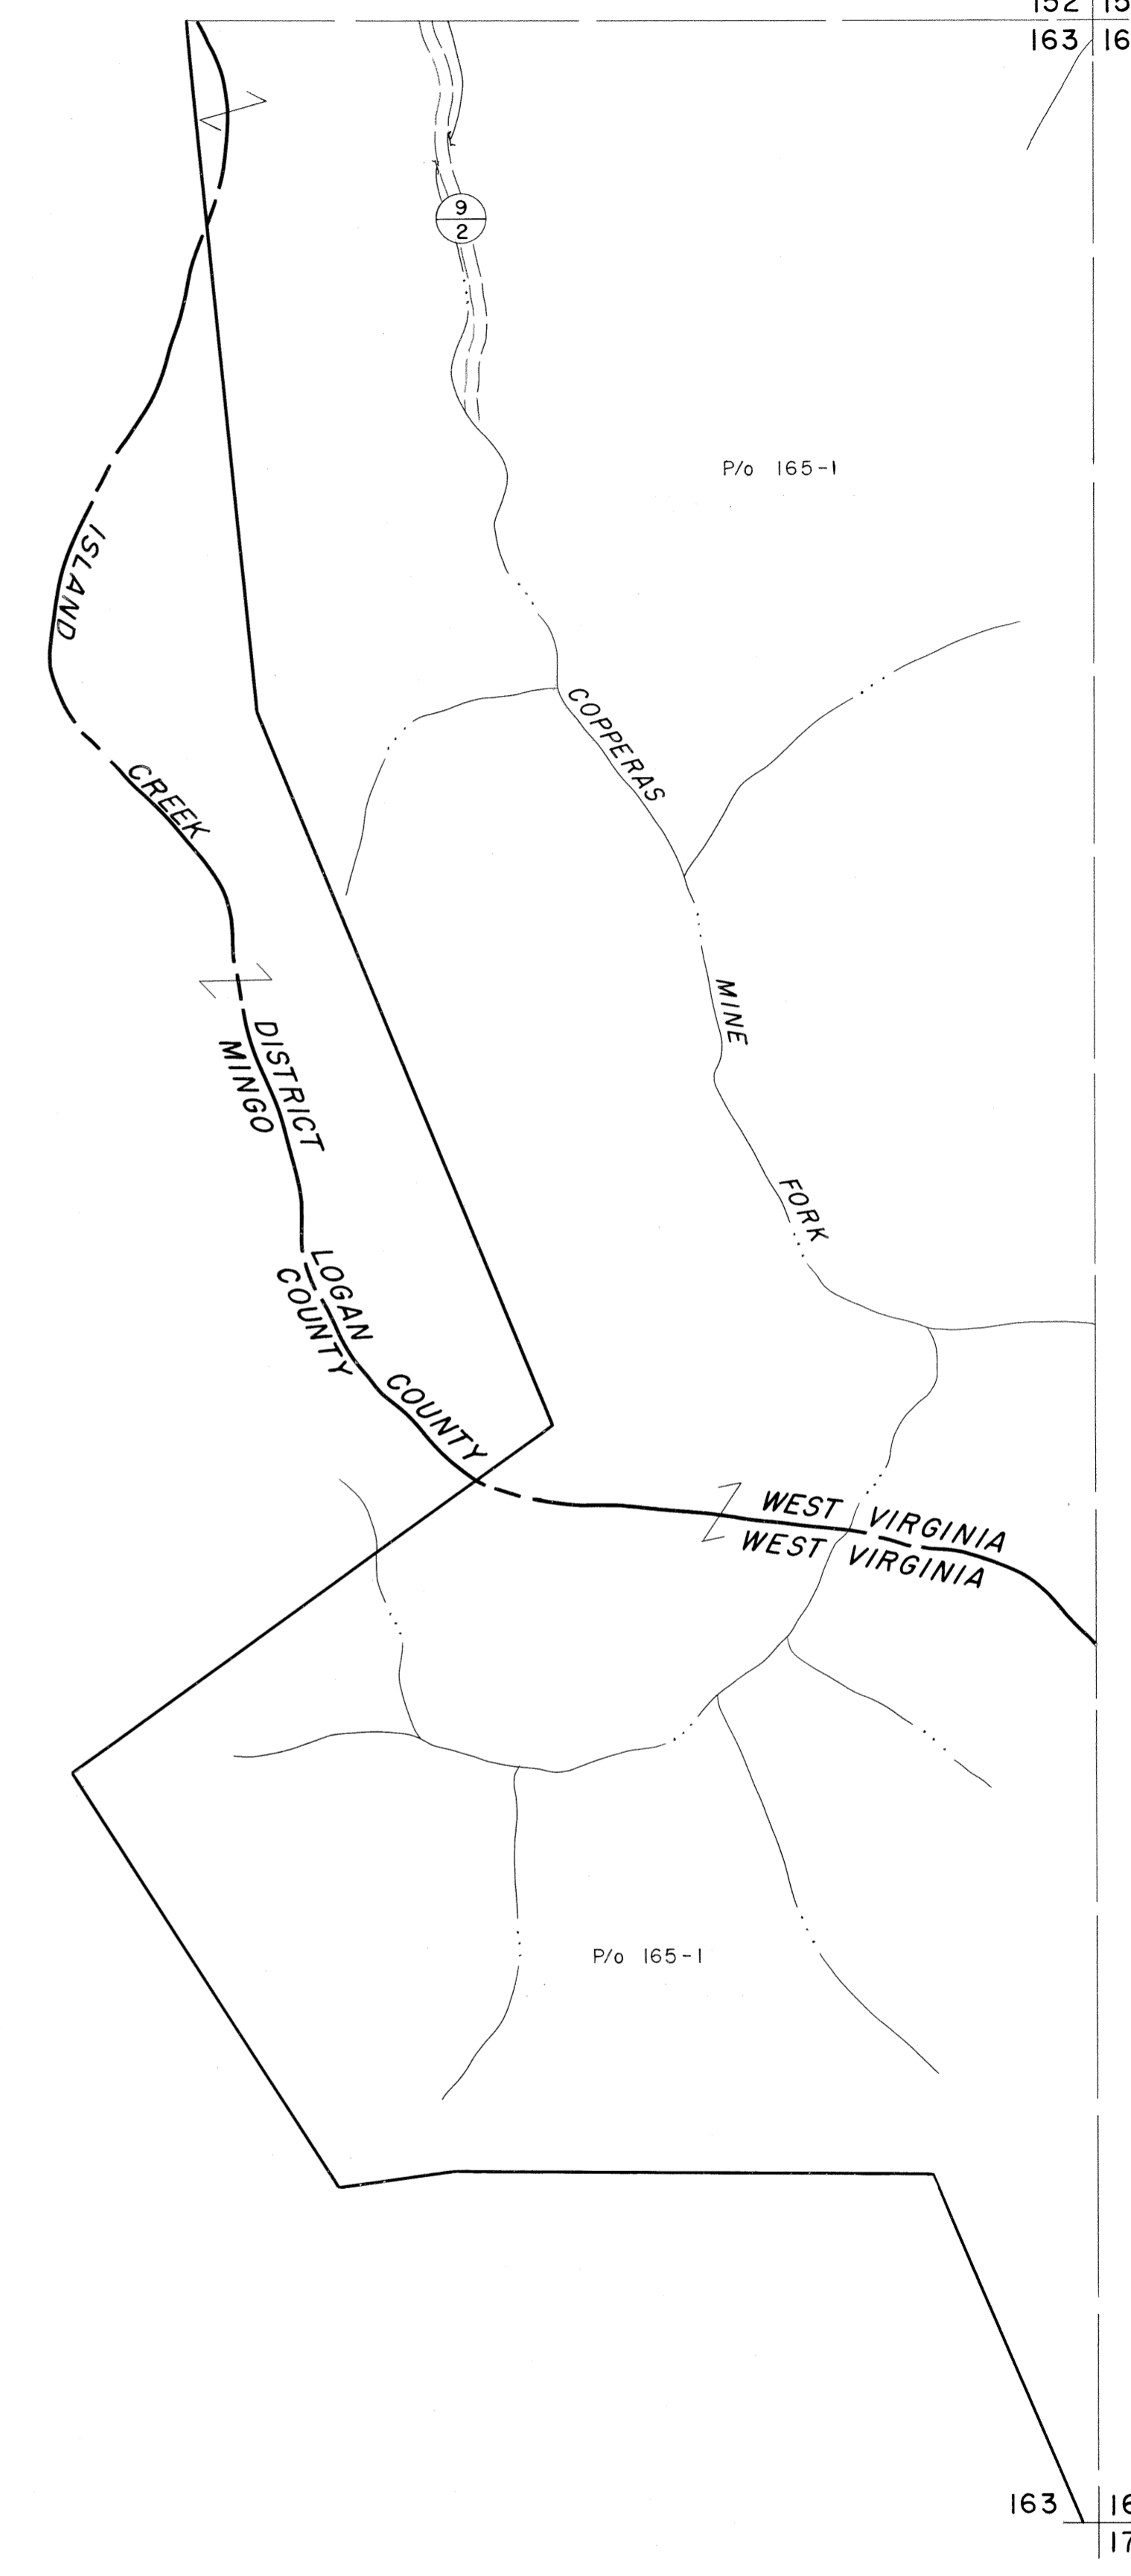 152
163
9
2
P/o 165-1
ISLAND CREEK DISTRICT LOGAN COUNTY WEST VIRGINIA
MINGO COUNTY WEST VIRGINIA
COPPERAS MINE FORK
P/o 165-1
163